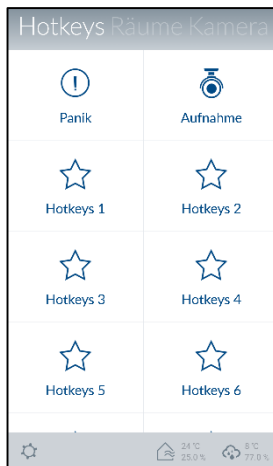 Hotkeys Räume Kamera
Panik
Aufnahme
Hotkeys 1
Hotkeys 2
Hotkeys 3
Hotkeys 4
Hotkeys 5
Hotkeys 6
24 °C
25.0 %
8 °C
77.0 %